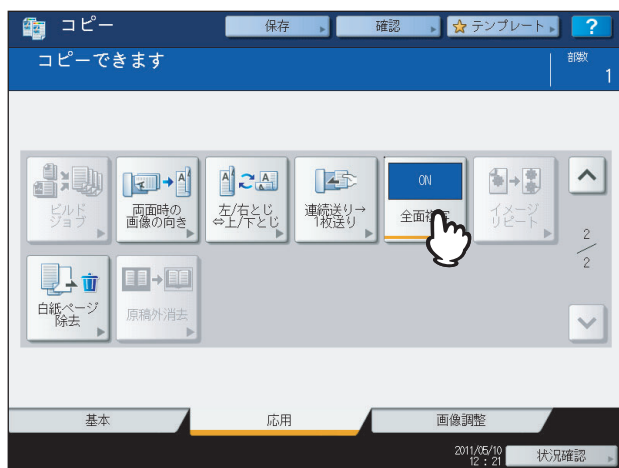 コピー
保存
確認
テンプレート
?
コピーできます
部数
1
ビルド
ジョブ
両面時の
画像の向き
左/右とじ
⇔上/下とじ
連続送り→
1枚送り
ON
全面
イメージ
リピート
2
2
白紙ページ
除去
原稿外消去
基本
応用
画像調整
2011/05/10
12:21
状況確認